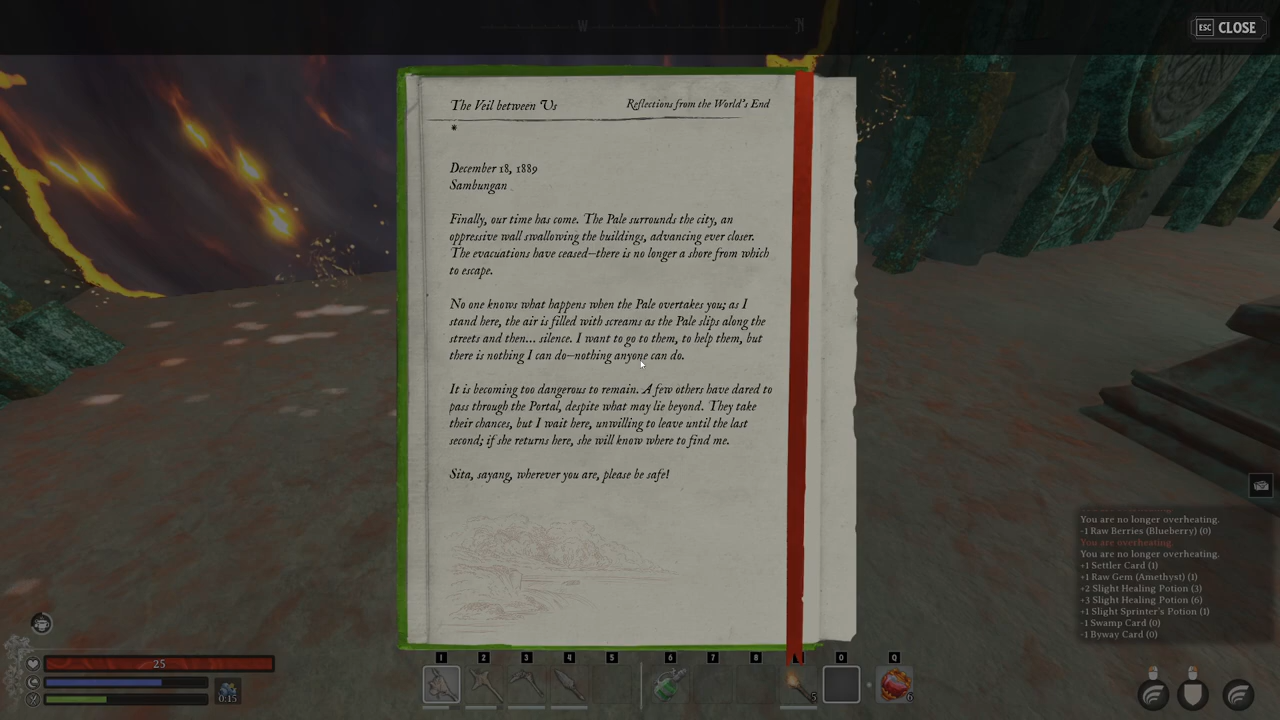 W
N
ESC CLOSE
The Veil between Us
Reflections from the World's End
December 18, 1889
Sambungan
Finally, our time has come. The Pale surrounds the city, an
oppressive wall swallowing the buildings, advancing ever closer.
The evacuations have ceased—there is no longer a shore from which
to escape.
No one knows what happens when the Pale overtakes you; as I
stand here, the air is filled with screams as the Pale slips along the
streets and then... silence. I want to go to them, to help them, but
there is nothing I can do—nothing anyone can do.
It is becoming too dangerous to remain. A few others have dared to
pass through the Portal, despite what may lie beyond. They take
their chances, but I wait here, unwilling to leave until the last
second; if she returns here, she will know where to find me.
Sita, sayang, wherever you are, please be safe!
You are no longer overheating.
-1 Raw Berries (Blueberry) (0)
You are overheating.
You are no longer overheating.
+1 Settler Card (1)
+1 Raw Gem (Amethyst) (1)
+2 Slight Healing Potion (3)
+3 Slight Healing Potion (6)
+1 Slight Sprinter's Potion (1)
-1 Swamp Card (0)
-1 Byway Card (0)
25
0:15
1 2 3 4 5 6 7 8 0 Q
5 6